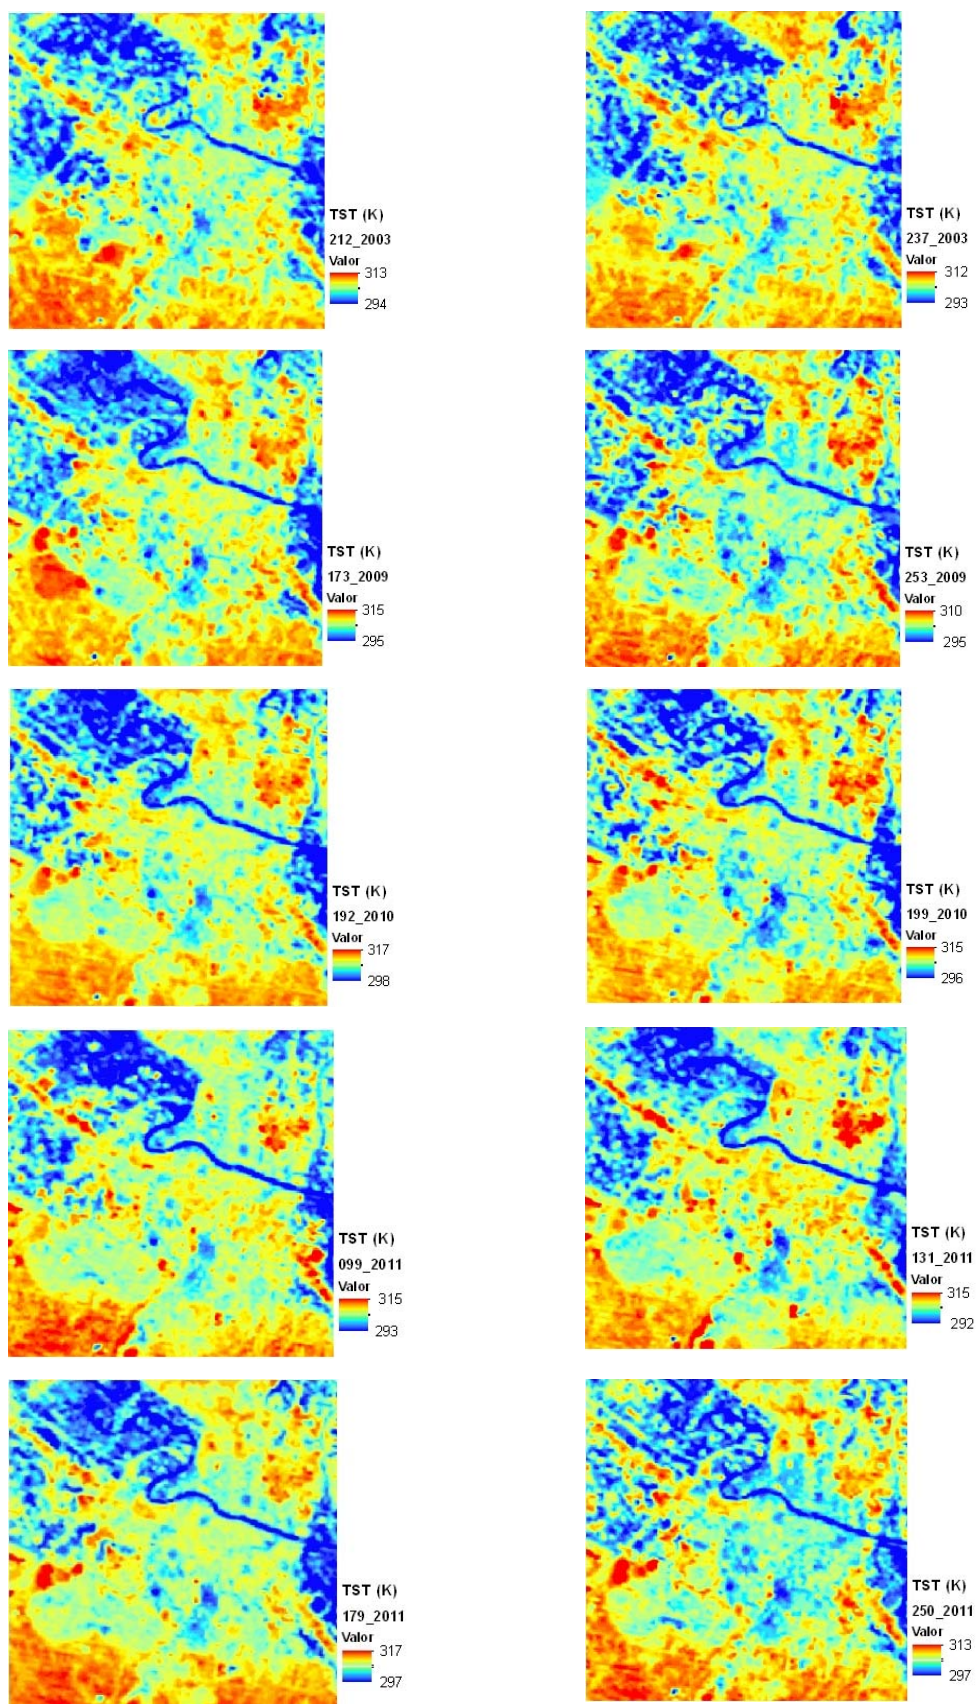 TST (K)
212_2003
Valor
313
294
TST (K)
237_2003
Valor
312
293
TST (K)
173_2009
Valor
315
295
TST (K)
253_2009
Valor
310
295
TST (K)
192_2010
Valor
317
298
TST (K)
199_2010
Valor
315
296
TST (K)
099_2011
Valor
315
293
TST (K)
131_2011
Valor
315
292
TST (K)
179_2011
Valor
317
297
TST (K)
250_2011
Valor
313
297